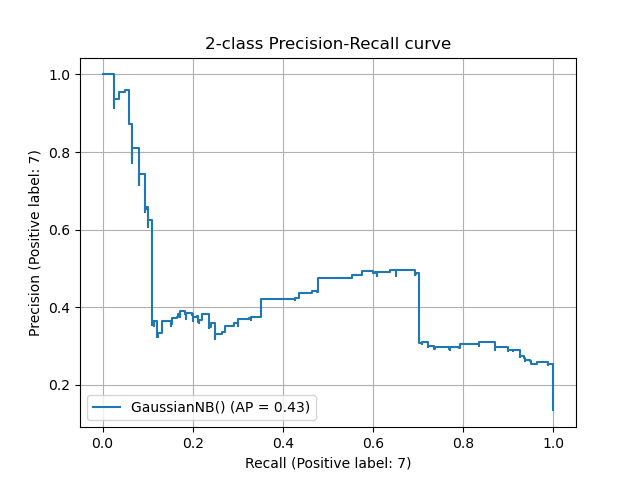 2-class Precision-Recall curve
1.0
0.8
0.6
0.4
0.2
Precision (Positive label: 7)
GaussianNB() (AP = 0.43)
0.0 0.2 0.4 0.6 0.8 1.0
Recall (Positive label: 7)